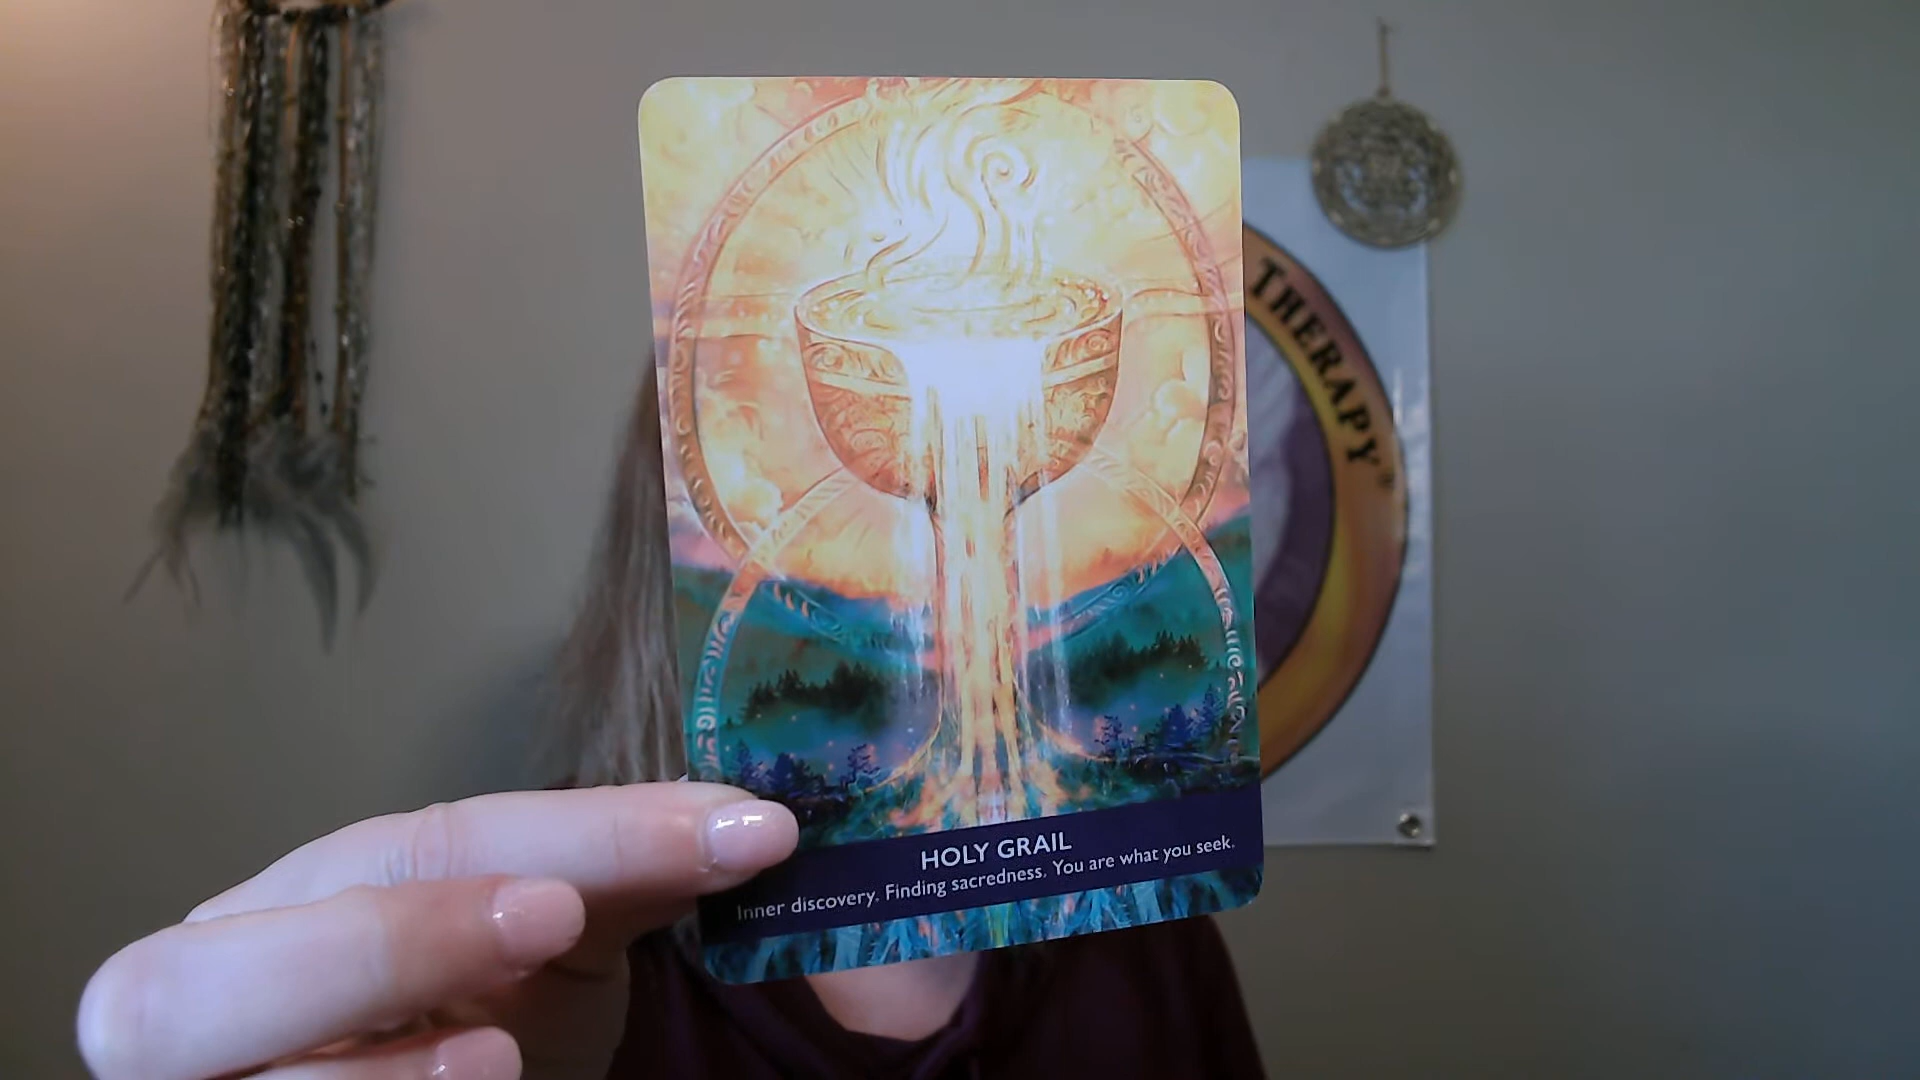 THERAPY®
HOLY GRAIL
Inner discovery. Finding sacredness. You are what you seek.